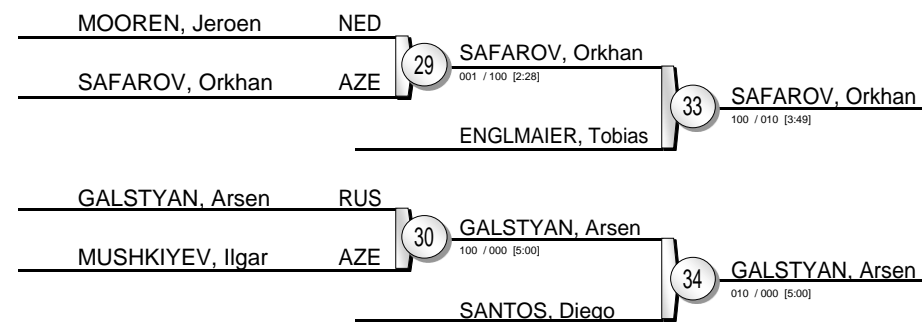 MOOREN, Jeroen NED
SAFAROV, Orkhan AZE
29
SAFAROV, Orkhan
001 / 100 [2:28]
ENGLMAIER, Tobias
33
SAFAROV, Orkhan
100 / 010 [3:49]
GALSTYAN, Arsen RUS
MUSHKIYEV, Ilgar AZE
30
GALSTYAN, Arsen
100 / 000 [5:00]
SANTOS, Diego
34
GALSTYAN, Arsen
010 / 000 [5:00]